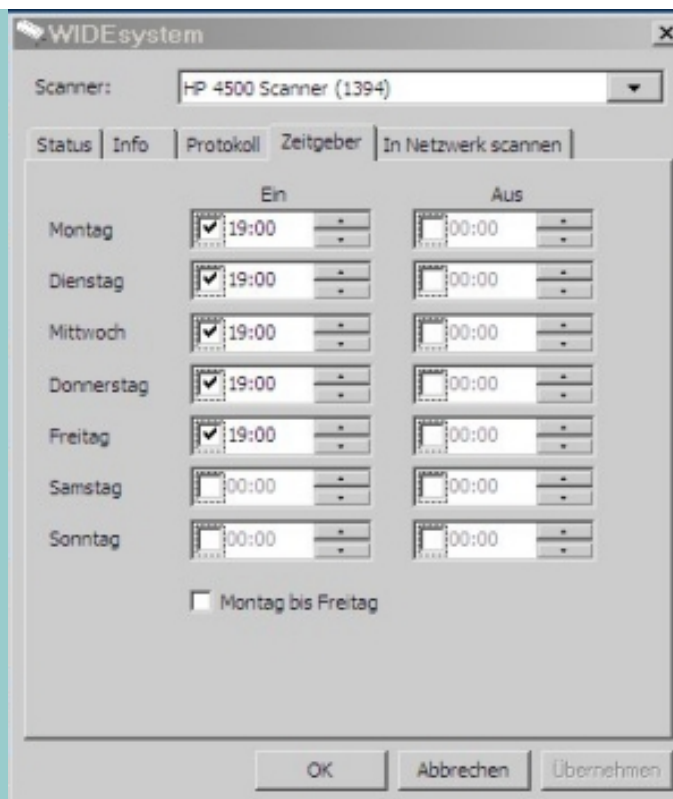 WIDEsystem
Scanner: HP 4500 Scanner (1394)
Status Info Protokoll Zeitgeber In Netzwerk scannen
Ein Aus
Montag 19:00 00:00
Dienstag 19:00 00:00
Mittwoch 19:00 00:00
Donnerstag 19:00 00:00
Freitag 19:00 00:00
Samstag 00:00 00:00
Sonntag 00:00 00:00
Montag bis Freitag
OK Abbrechen Übernehmen